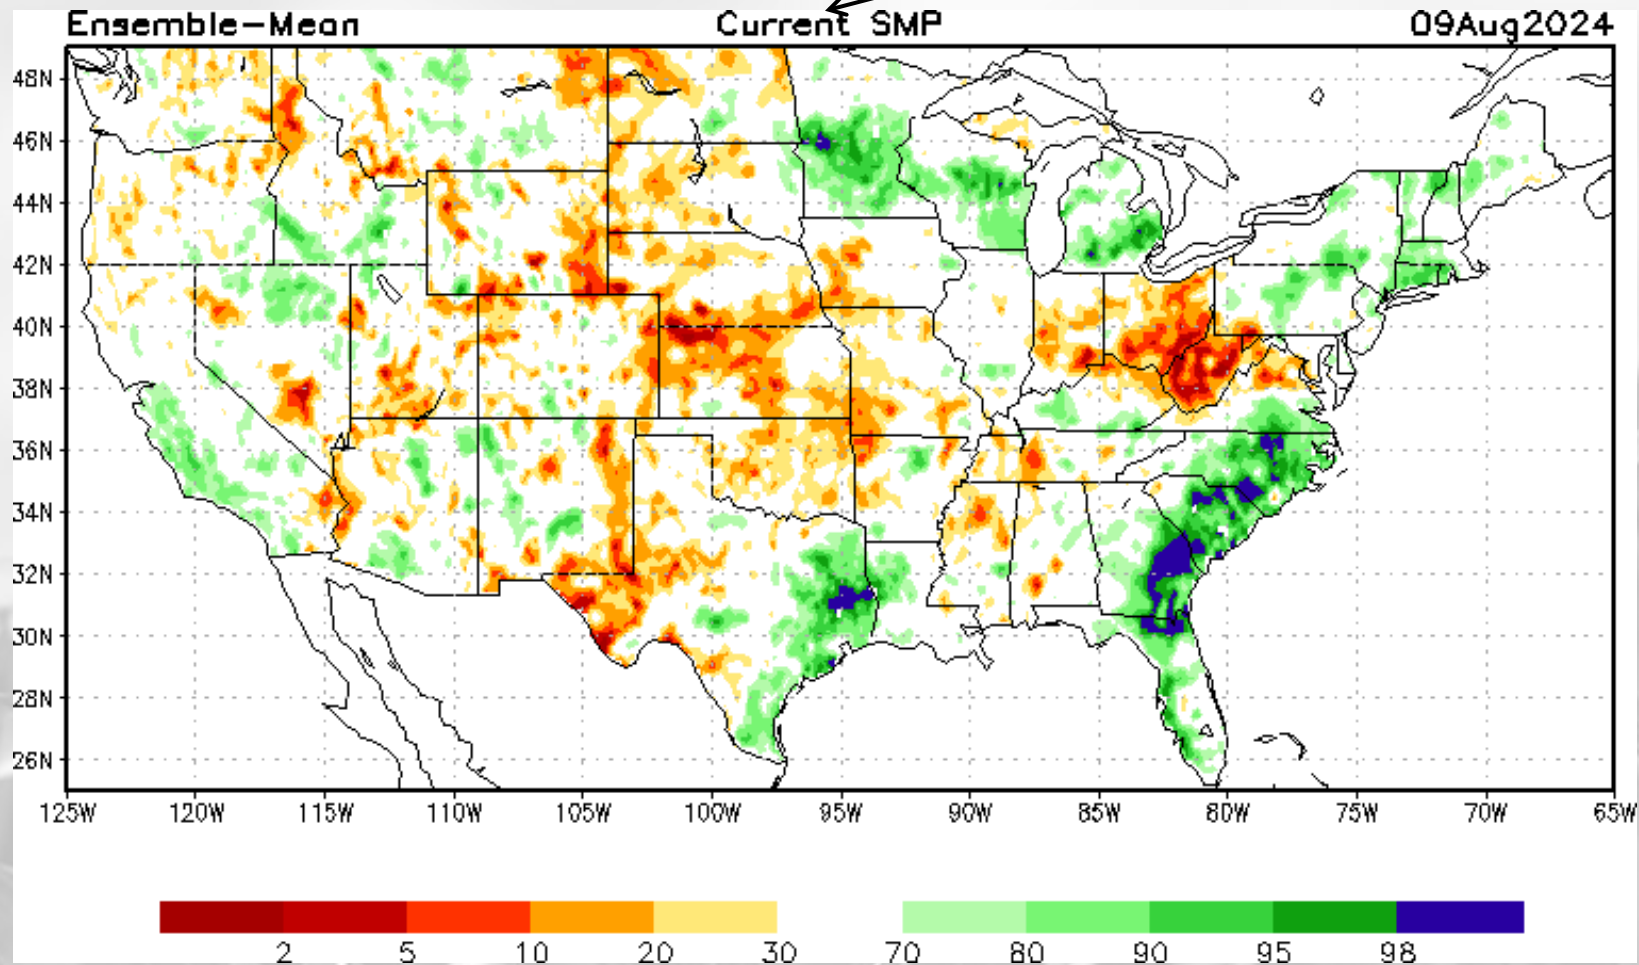 Ensemble-Mean Current SMP 09Aug2024
48N
46N
44N
42N
40N
38N
36N
34N
32N
30N
28N
26N
125W 120W 115W 110W 105W 100W 95W 90W 85W 80W 75W 70W 65W
2 5 10 20 30 70 80 90 95 98